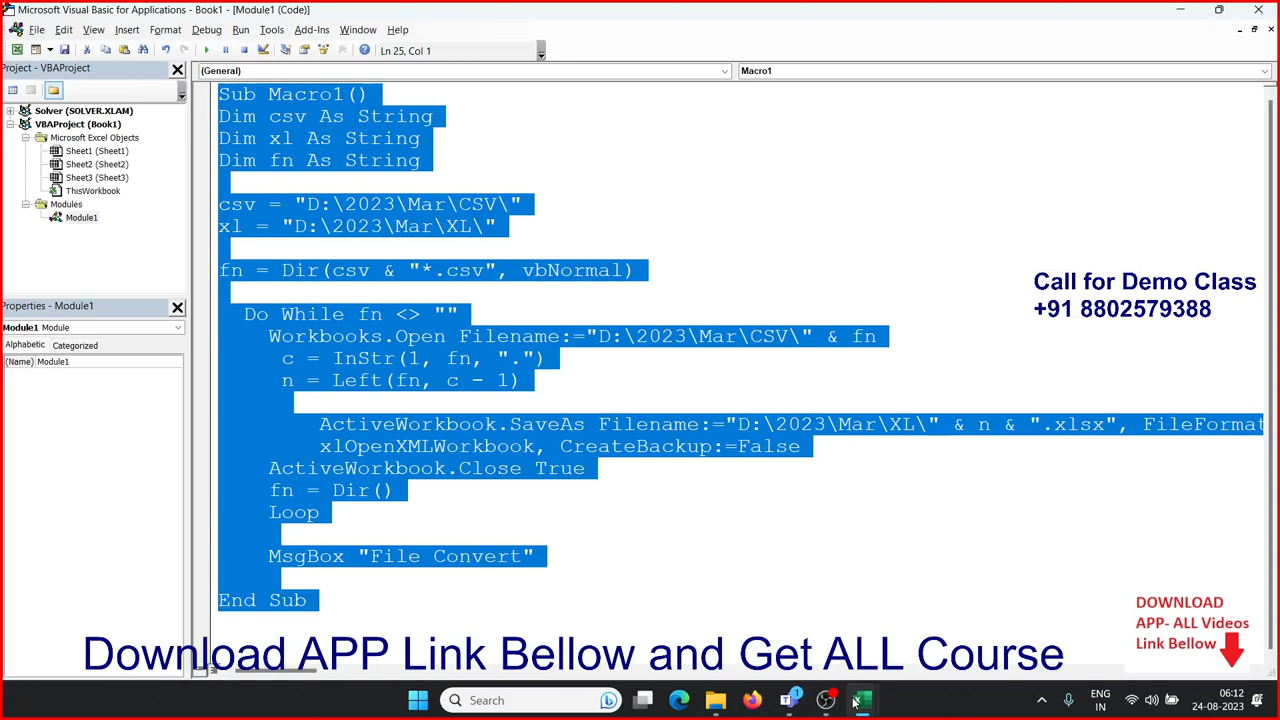 Microsoft Visual Basic for Applications - Book1 - [Module1 (Code)]
File Edit View Insert Format Debug Run Tools Add-Ins Window Help
Ln 25, Col 1
Project - VBAProject
(General)
Macro1
Solver (SOLVER.XLAM)
VBAProject (Book1)
Microsoft Excel Objects
Sheet1 (Sheet1)
Sheet2 (Sheet2)
Sheet3 (Sheet3)
ThisWorkbook
Modules
Module1
Properties - Module1
Module1 Module
Alphabetic Categorized
(Name) Module1
Sub Macro1()
Dim csv As String
Dim xl As String
Dim fn As String
csv = "D:\2023\Mar\CSV\"
xl = "D:\2023\Mar\XL\"
fn = Dir(csv & "*.csv", vbNormal)
Do While fn <> ""
Workbooks.Open Filename:="D:\2023\Mar\CSV\" & fn
c = InStr(1, fn, ".")
n = Left(fn, c - 1)
ActiveWorkbook.SaveAs Filename:="D:\2023\Mar\XL\" & n & ".xlsx", FileFormat
xlOpenXMLWorkbook, CreateBackup:=False
ActiveWorkbook.Close True
fn = Dir()
Loop
MsgBox "File Convert"
End Sub
Call for Demo Class
+91 8802579388
DOWNLOAD
APP- ALL Videos
Link Bellow
Download APP Link Bellow and Get ALL Course
Search
1
ENG
IN
06:12
24-08-2023